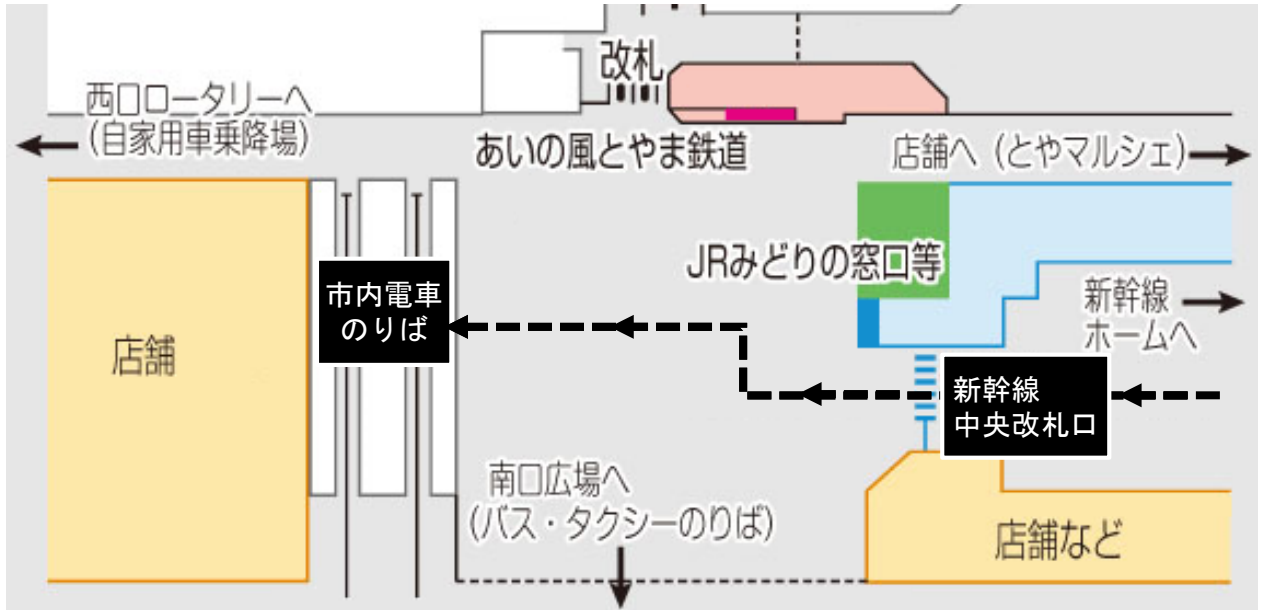 改札
西口ロータリーへ
(自家用車乗降場)
あいの風とやま鉄道
店舗へ (とやマルシェ)
JRみどりの窓口等
市内電車
のりば
新幹線
ホームへ
店舗
新幹線
中央改札口
南口広場へ
(バス・タクシーのりば)
店舗など